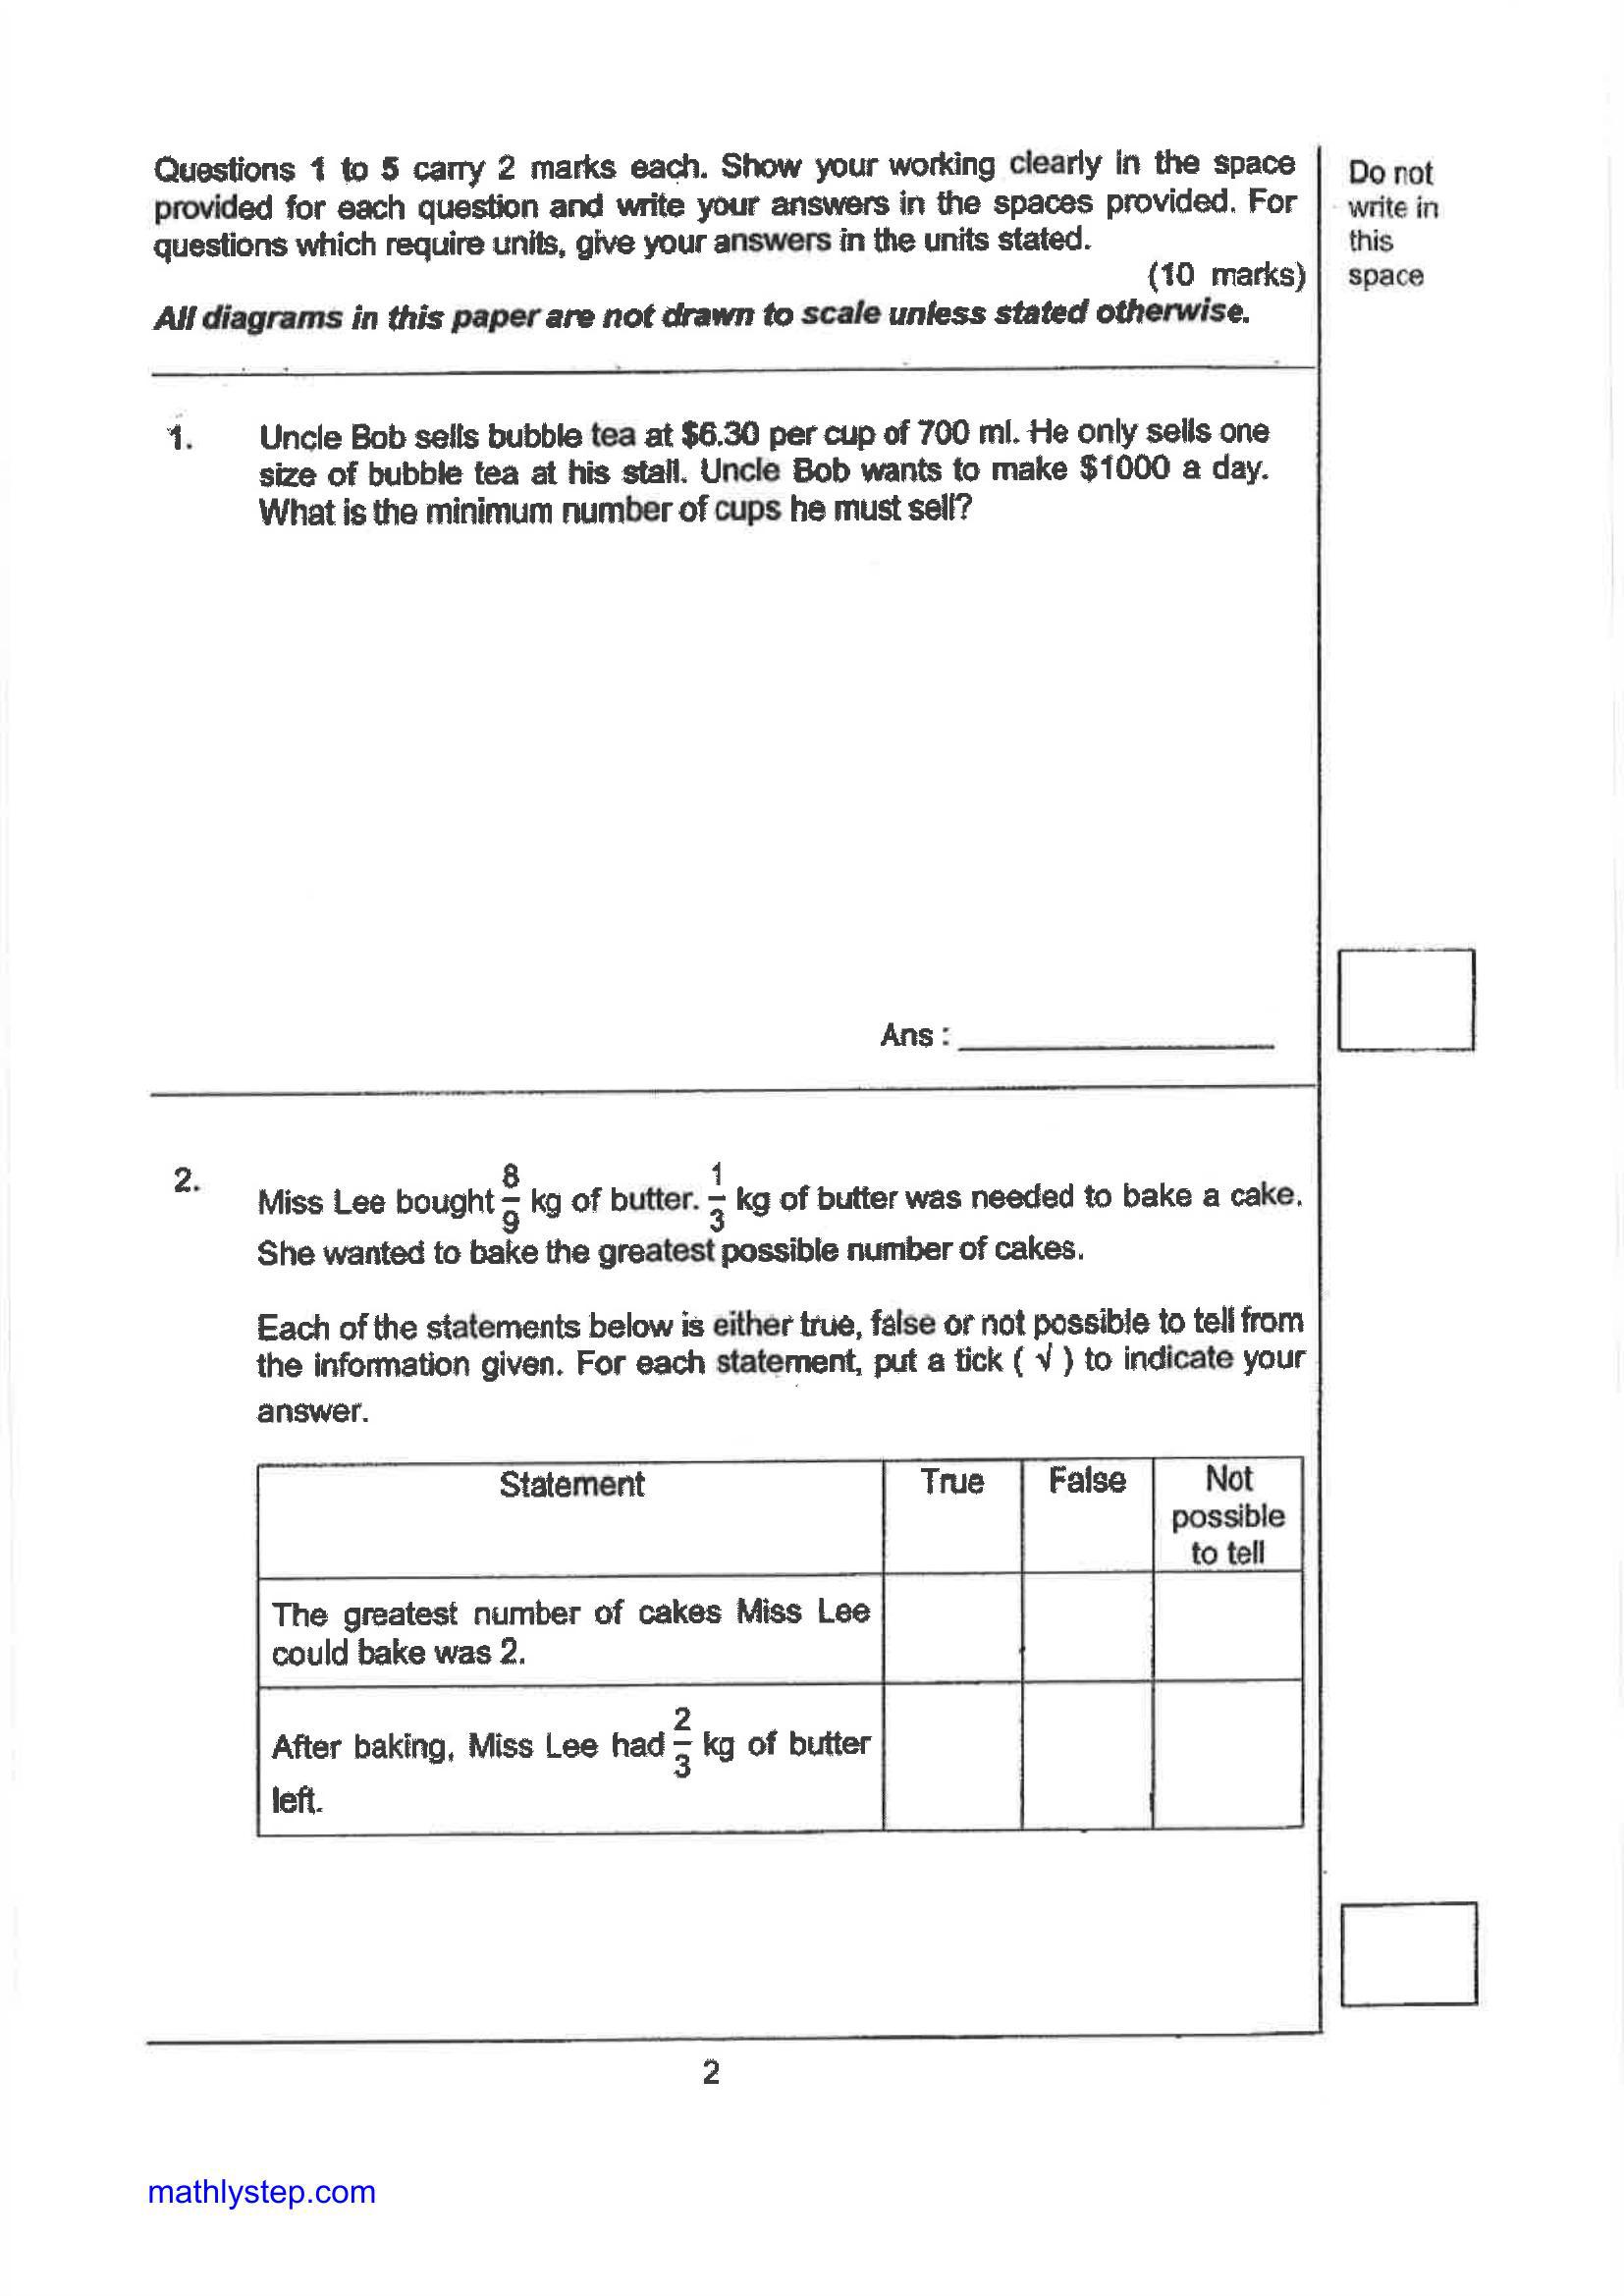 Questions 1 to 5 carry 2 marks each. Show your working clearly in the space
provided for each question and write your answers in the spaces provided. For
questions which require units, give your answers in the units stated.
(10 marks)
All diagrams in this paper are not drawn to scale unless stated otherwise.
Do not
write in
this
space
1. Uncle Bob sells bubble tea at $6.30 per cup of 700 ml. He only sells one
size of bubble tea at his stall. Uncle Bob wants to make $1000 a day.
What is the minimum number of cups he must sell?
Ans :
2. Miss Lee bought 8/9 kg of butter. 1/3 kg of butter was needed to bake a cake.
She wanted to bake the greatest possible number of cakes.
Each of the statements below is either true, false or not possible to tell from
the information given. For each statement, put a tick ( √ ) to indicate your
answer.
Statement True False Not
possible
to tell
The greatest number of cakes Miss Lee
could bake was 2.
After baking, Miss Lee had 2/3 kg of butter
left.
2
mathlystep.com